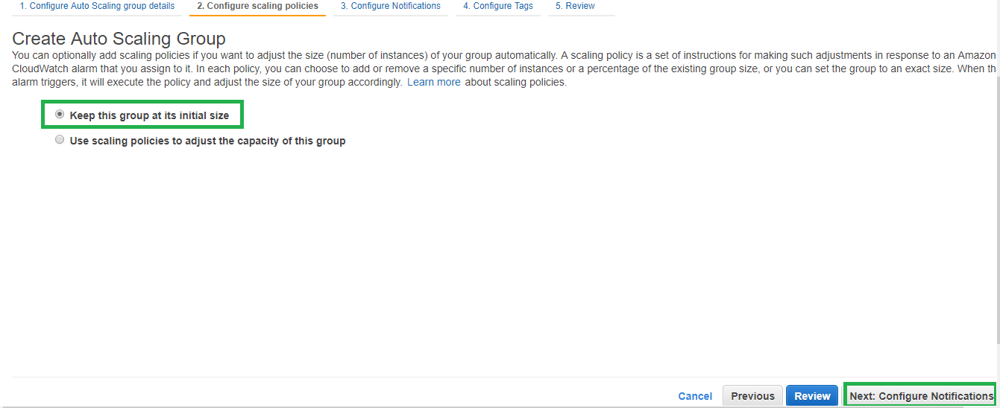 1. Configure Auto Scaling group details 2. Configure scaling policies 3. Configure Notifications 4. Configure Tags 5. Review
Create Auto Scaling Group
You can optionally add scaling policies if you want to adjust the size (number of instances) of your group automatically. A scaling policy is a set of instructions for making such adjustments in response to an Amazon
CloudWatch alarm that you assign to it. In each policy, you can choose to add or remove a specific number of instances or a percentage of the existing group size, or you can set the group to an exact size. When th
alarm triggers, it will execute the policy and adjust the size of your group accordingly. Learn more about scaling policies.
Keep this group at its initial size
Use scaling policies to adjust the capacity of this group
Cancel Previous Review Next: Configure Notifications